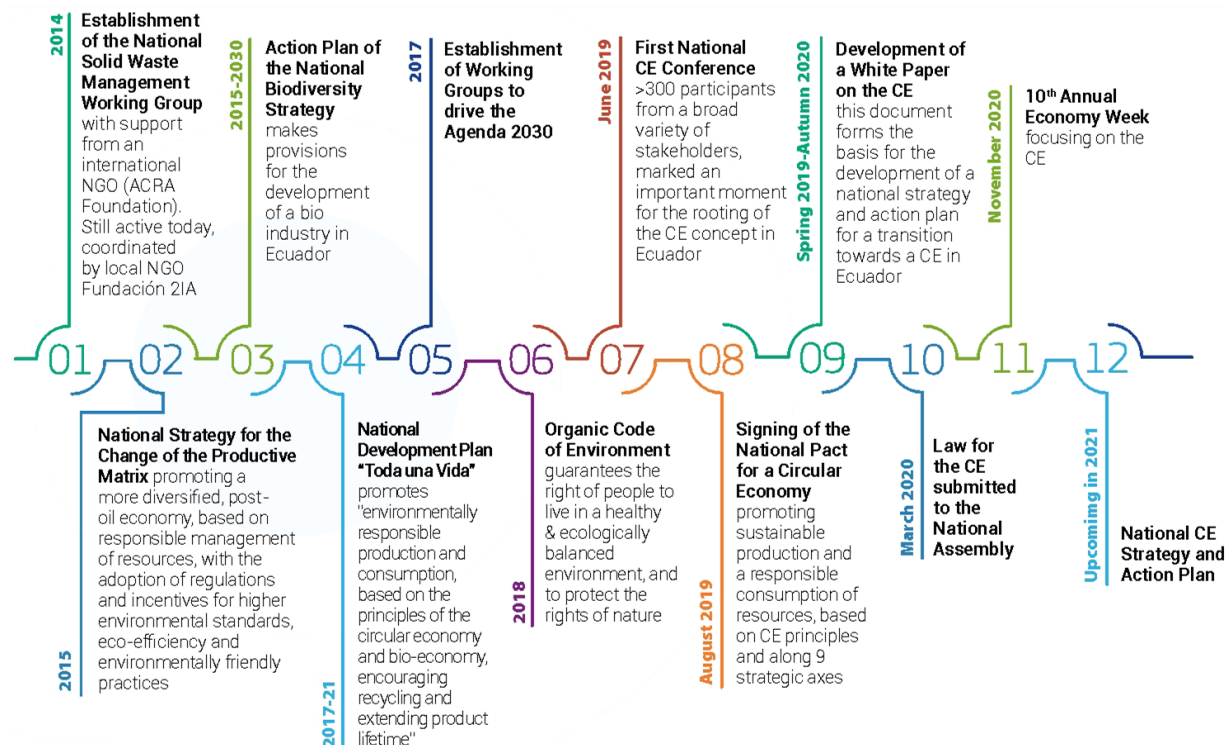 2014
Establishment
of the National
Solid Waste
Management
Working Group
with support
from an
international
NGO (ACRA
Foundation).
Still active today,
coordinated
by local NGO
Fundación 2IA
2015-2030
Action Plan of
the National
Biodiversity
Strategy
makes
provisions
for the
development
of a bio
industry in
Ecuador
2017
Establishment
of Working
Groups to
drive the
Agenda 2030
June 2019
First National
CE Conference
>300 participants
from a broad
variety of
stakeholders,
marked an
important moment
for the rooting of
the CE concept in
Ecuador
Spring 2019-Autumn 2020
Development of
a White Paper
on the CE
this document
forms the
basis for the
development of a
national strategy
and action plan
for a transition
towards a CE in
Ecuador
November 2020
10th Annual
Economy Week
focusing on the
CE
01 02 03 04 05 06 07 08 09 10 11 12
2015
National Strategy for the
Change of the Productive
Matrix promoting a
more diversified, post-
oil economy, based on
responsible management
of resources, with the
adoption of regulations
and incentives for higher
environmental standards,
eco-efficiency and
environmentally friendly
practices
2017-21
National
Development Plan
“Toda una Vida”
promotes
"environmentally
responsible
production and
consumption,
based on the
principles of the
circular economy
and bio-economy,
encouraging
recycling and
extending product
lifetime"
2018
Organic Code
of Environment
guarantees the
right of people to
live in a healthy
& ecologically
balanced
environment, and
to protect the
rights of nature
August 2019
Signing of the
National Pact
for a Circular
Economy
promoting
sustainable
production and
a responsible
consumption of
resources, based
on CE principles
and along 9
strategic axes
March 2020
Law for
the CE
submitted
to the
National
Assembly
Upcomimg in 2021
National CE
Strategy and
Action Plan